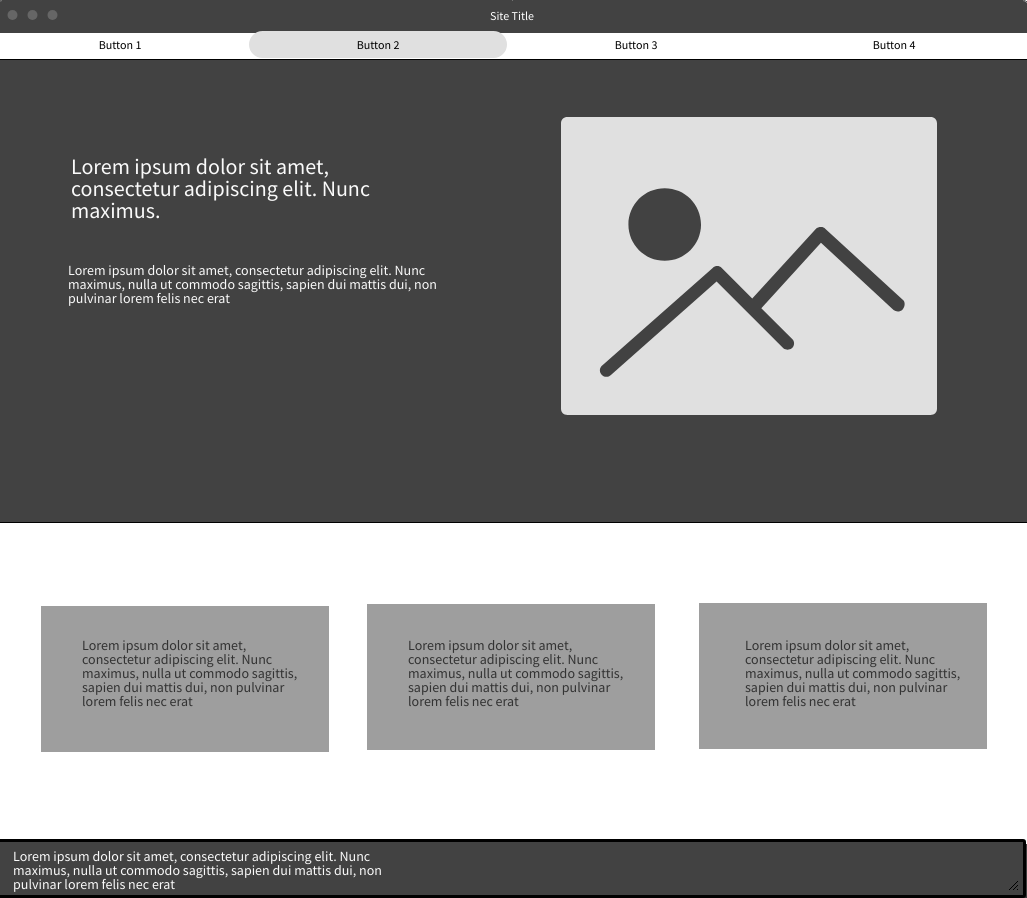 Site Title
Button 1
Button 2
Button 3
Button 4
Lorem ipsum dolor sit amet,
consectetur adipiscing elit. Nunc
maximus.
Lorem ipsum dolor sit amet, consectetur adipiscing elit. Nunc
maximus, nulla ut commodo sagittis, sapien dui mattis dui, non
pulvinar lorem felis nec erat
Lorem ipsum dolor sit amet,
consectetur adipiscing elit. Nunc
maximus, nulla ut commodo sagittis,
sapien dui mattis dui, non pulvinar
lorem felis nec erat
Lorem ipsum dolor sit amet,
consectetur adipiscing elit. Nunc
maximus, nulla ut commodo sagittis,
sapien dui mattis dui, non pulvinar
lorem felis nec erat
Lorem ipsum dolor sit amet,
consectetur adipiscing elit. Nunc
maximus, nulla ut commodo sagittis,
sapien dui mattis dui, non pulvinar
lorem felis nec erat
Lorem ipsum dolor sit amet, consectetur adipiscing elit. Nunc
maximus, nulla ut commodo sagittis, sapien dui mattis dui, non
pulvinar lorem felis nec erat